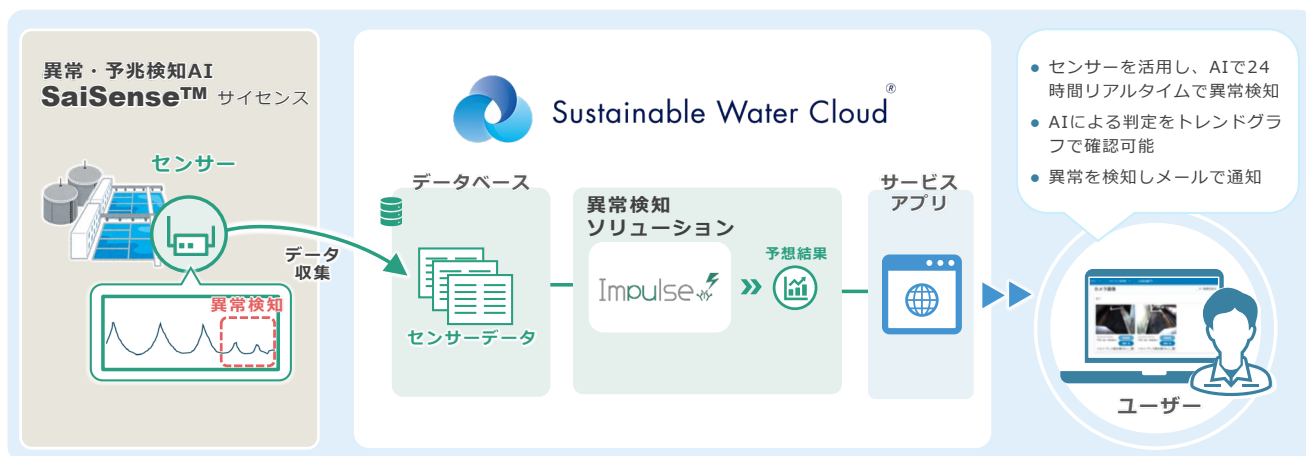 異常・予兆検知AI
SaiSense™ サイセンス
センサー
データ
収集
異常検知
Sustainable Water Cloud®
データベース
センサーデータ
異常検知
ソリューション
Impulse
予想結果
サービス
アプリ
● センサーを活用し、AIで24
時間リアルタイムで異常検知
● AIによる判定をトレンドグラ
フで確認可能
● 異常を検知しメールで通知
ユーザー